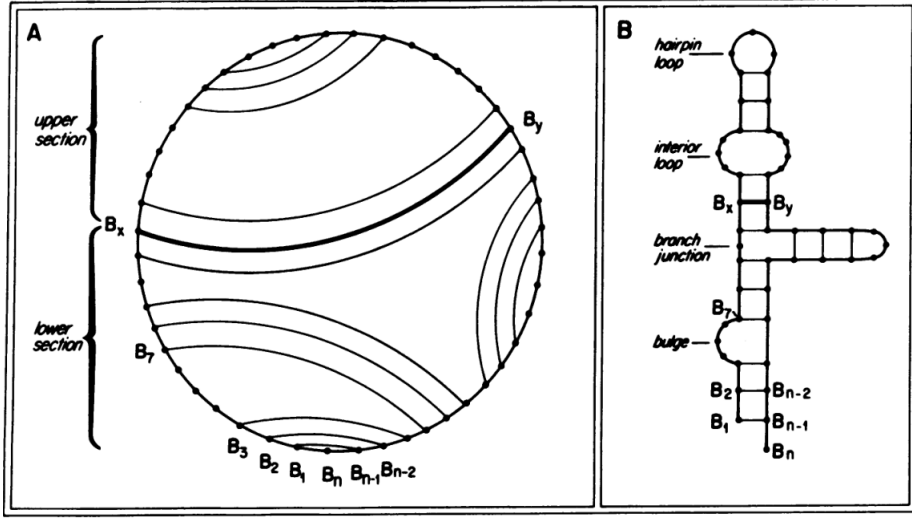 A
upper
section
B_x
lower
section
B_y
B_7
B_3
B_2
B_1
B_n
B_n-1
B_n-2
B
hairpin
loop
interior
loop
B_x
B_y
branch
junction
B_7
bulge
B_2
B_n-2
B_1
B_n-1
B_n